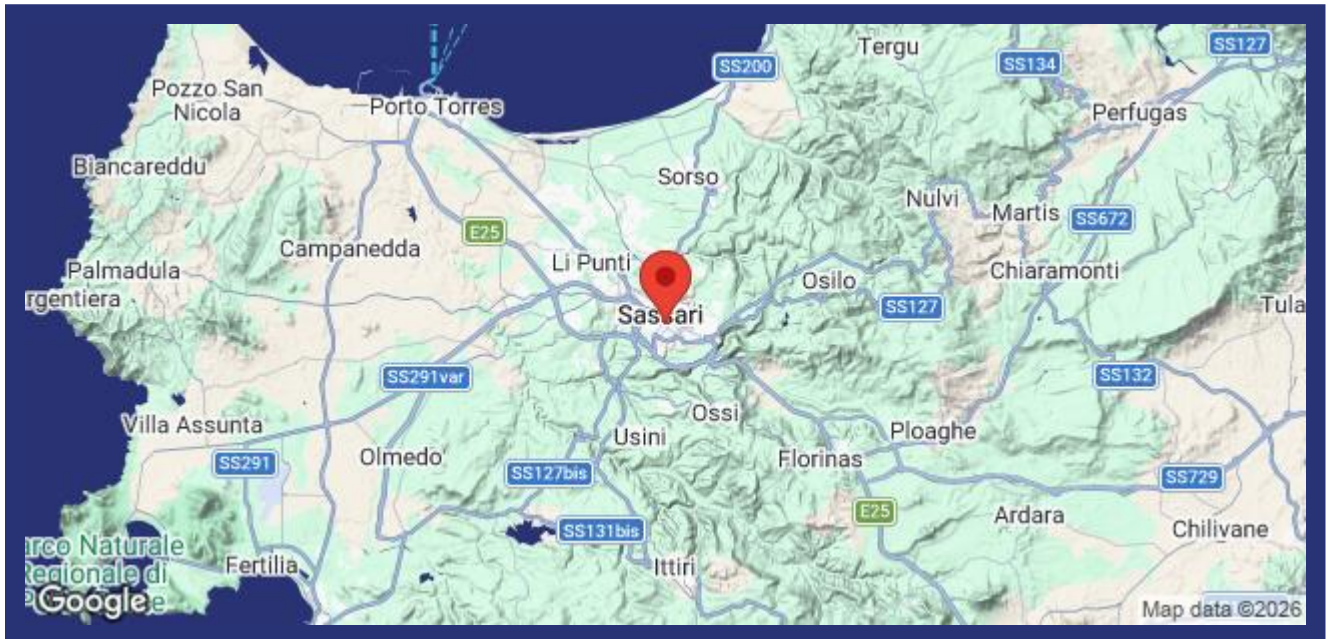 Tergu
SS127
SS134
SS200
Pozzo San
Nicola
Porto Torres
Perfugas
Biancareddu
Sorso
Nulvi
Martis
SS672
E25
Campanedda
Li Punti
Palmadula
Osilo
Chiaramonti
rgentiera
SS127
Tula
Sassari
SS291var
SS132
Ossi
Villa Assunta
Usini
Ploaghe
Olmedo
Florinas
SS291
SS127bis
SS729
E25
Ardara
SS131bis
Chilivane
arco Naturale
Regionale di
Fertilia
Ittiri
Google
Map data ©2026